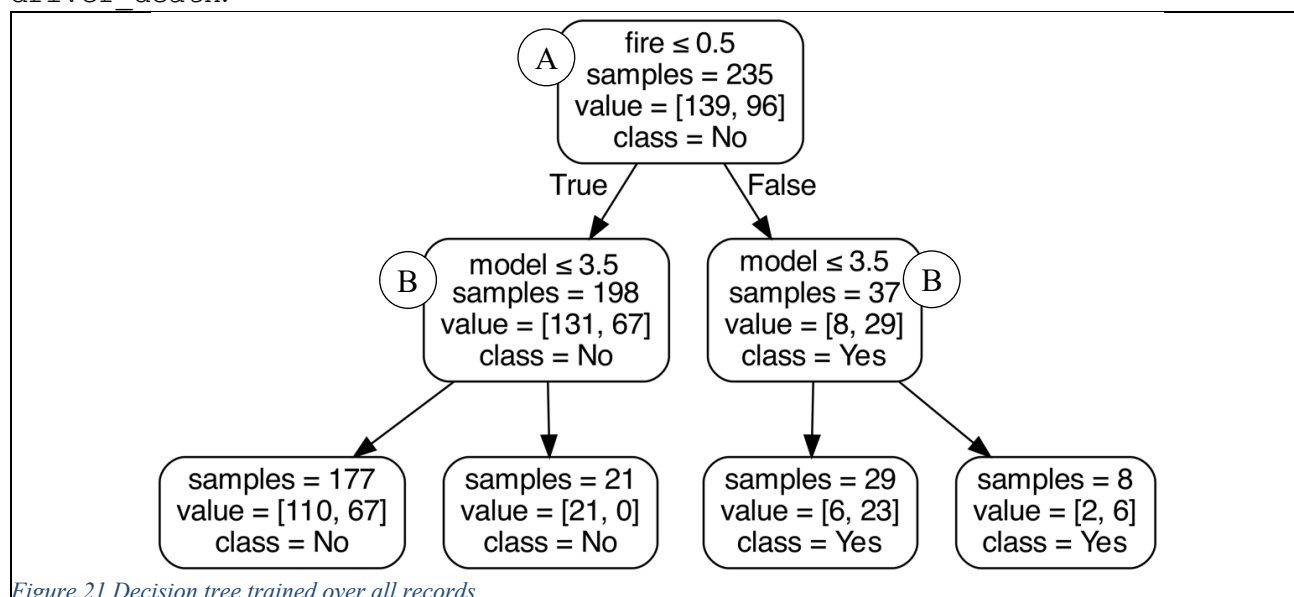 A
fire ≤ 0.5
samples = 235
value = [139, 96]
class = No
True
False
B
model ≤ 3.5
samples = 198
value = [131, 67]
class = No
model ≤ 3.5
samples = 37
value = [8, 29]
class = Yes
B
samples = 177
value = [110, 67]
class = No
samples = 21
value = [21, 0]
class = No
samples = 29
value = [6, 23]
class = Yes
samples = 8
value = [2, 6]
class = Yes
Figure 21 Decision tree trained over all records